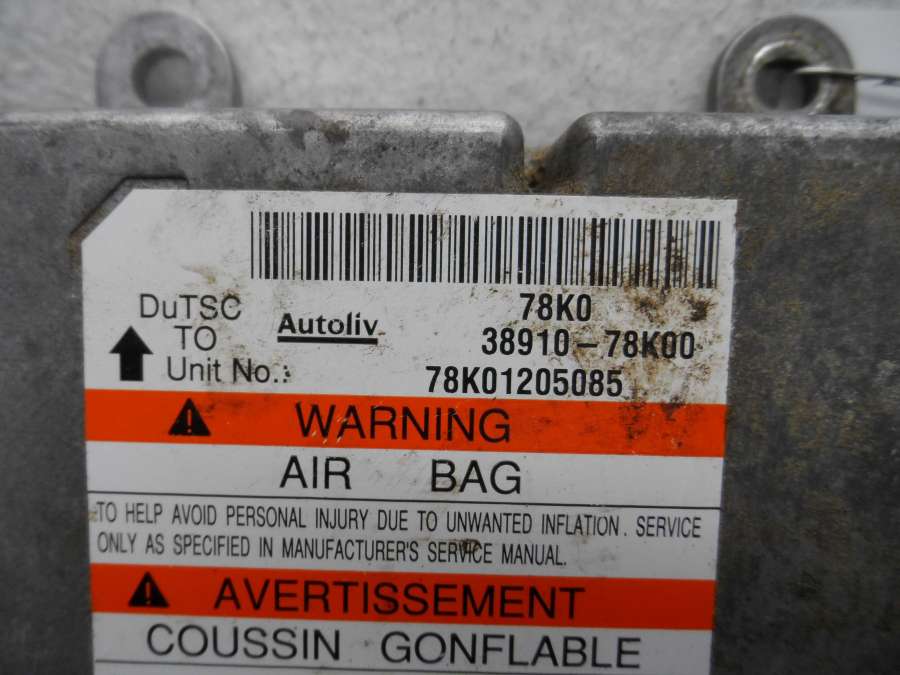 DuTSC
TO
Unit No.:
Autoliv
78K0
38910-78K00
78K01205085
WARNING
AIR BAG
TO HELP AVOID PERSONAL INJURY DUE TO UNWANTED INFLATION. SERVICE
ONLY AS SPECIFIED IN MANUFACTURER'S SERVICE MANUAL.
AVERTISSEMENT
COUSSIN GONFLABLE